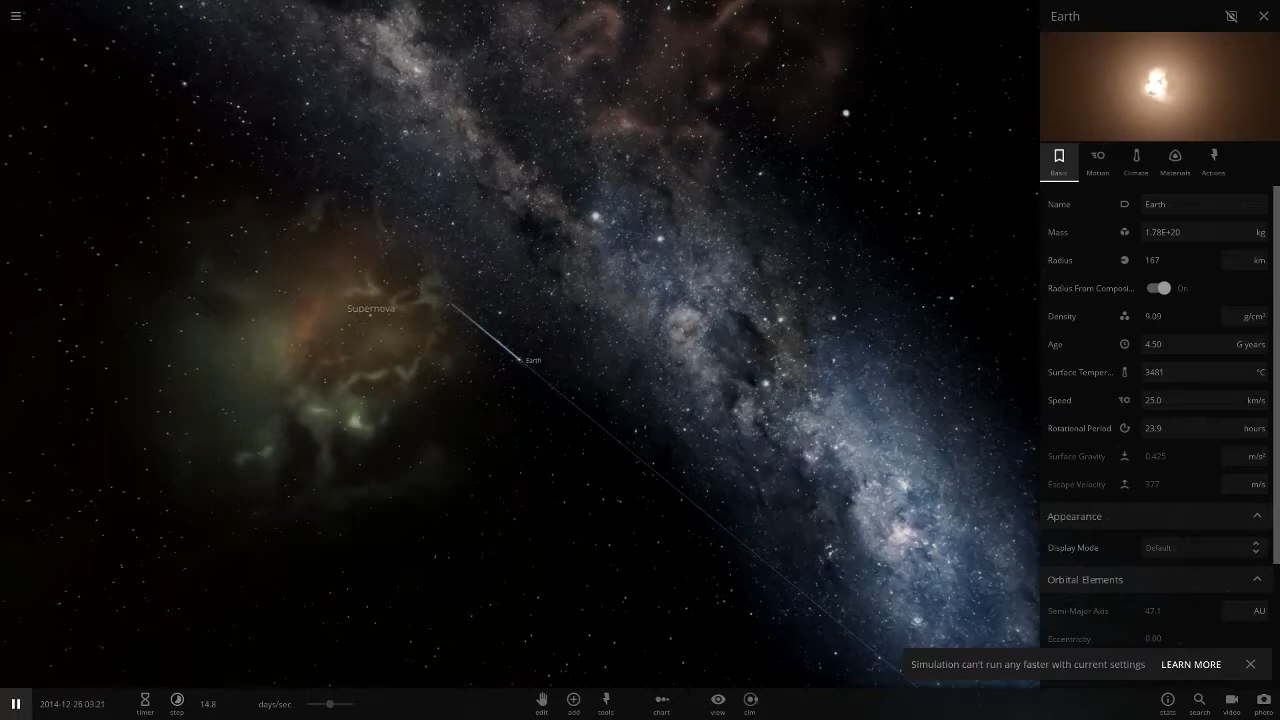 Earth
Basic
Motion
Climate
Materials
Actions
Name Earth
Mass 1.78E+20 kg
Radius 167 km
Radius From Composi... On
Density 9.09 g/cm³
Age 4.50 G years
Surface Temper... 3481 °C
Speed 25.0 km/s
Rotational Period 23.9 hours
Surface Gravity 0.425 m/s²
Escape Velocity 377 m/s
Appearance
Display Mode Default
Orbital Elements
Semi-Major Axis 47.1 AU
Eccentricity 0.00
Supernova
Earth
Simulation can't run any faster with current settings LEARN MORE
2014-12-26 03:21
timer
step
14.8 days/sec
edit
add
tools
chart
view
sim
stats
search
video
photo